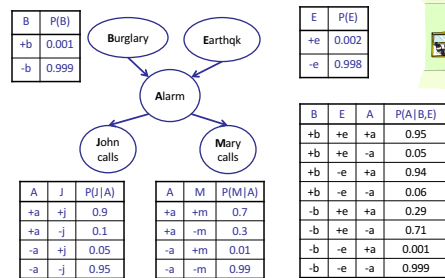 B P(B)
+b 0.001
-b 0.999
Burglary
Earthqk
E P(E)
+e 0.002
-e 0.998
Alarm
John
calls
Mary
calls
A J P(J|A)
+a +j 0.9
+a -j 0.1
-a +j 0.05
-a -j 0.95
A M P(M|A)
+a +m 0.7
+a -m 0.3
-a +m 0.01
-a -m 0.99
B E A P(A|B,E)
+b +e +a 0.95
+b +e -a 0.05
+b -e +a 0.94
+b -e -a 0.06
-b +e +a 0.29
-b +e -a 0.71
-b -e +a 0.001
-b -e -a 0.999